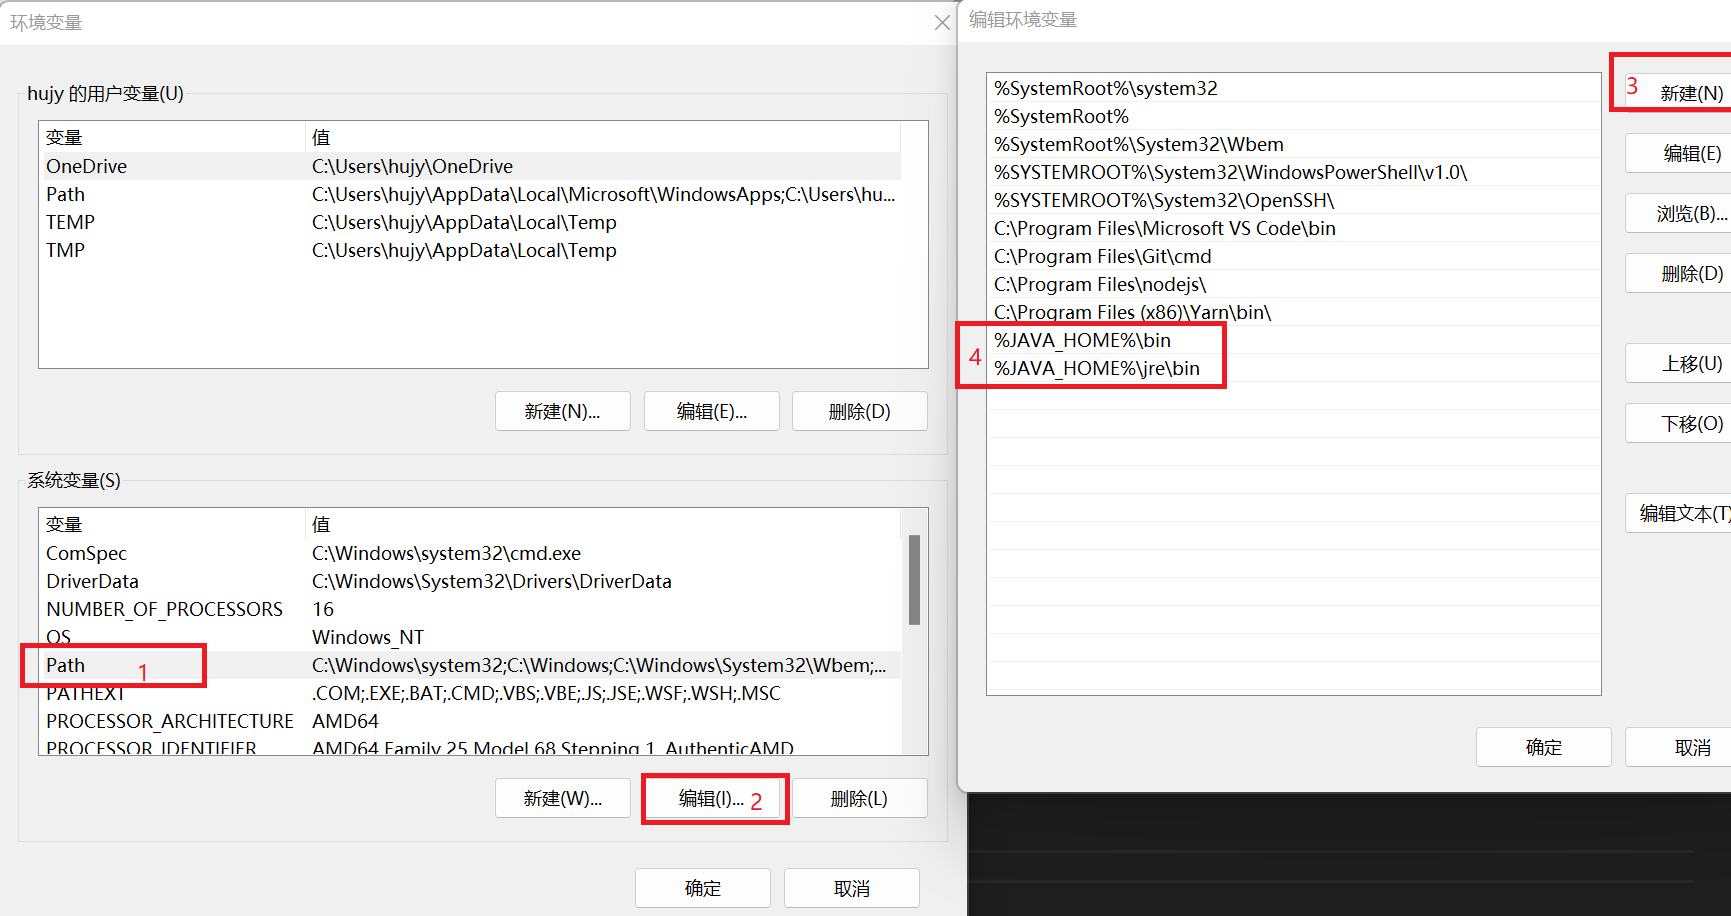 环境变量
hujy 的用户变量(U)
变量 值
OneDrive C:\Users\hujy\OneDrive
Path C:\Users\hujy\AppData\Local\Microsoft\WindowsApps;C:\Users\hu...
TEMP C:\Users\hujy\AppData\Local\Temp
TMP C:\Users\hujy\AppData\Local\Temp
新建(N)... 编辑(E)... 删除(D)
系统变量(S)
变量 值
ComSpec C:\Windows\system32\cmd.exe
DriverData C:\Windows\System32\Drivers\DriverData
NUMBER_OF_PROCESSORS 16
OS Windows_NT
Path 1 C:\Windows\system32;C:\Windows;C:\Windows\System32\Wbem;...
PATHEXT .COM;.EXE;.BAT;.CMD;.VBS;.VBE;.JS;.JSE;.WSF;.WSH;.MSC
PROCESSOR_ARCHITECTURE AMD64
PROCESSOR_IDENTIFIER AMD64 Family 25 Model 68 Stepping 1, AuthenticAMD
新建(W)... 编辑(I)... 2 删除(L)
确定 取消
编辑环境变量
%SystemRoot%\system32
%SystemRoot%
%SystemRoot%\System32\Wbem
%SYSTEMROOT%\System32\WindowsPowerShell\v1.0\
%SYSTEMROOT%\System32\OpenSSH\
C:\Program Files\Microsoft VS Code\bin
C:\Program Files\Git\cmd
C:\Program Files\nodejs\
C:\Program Files (x86)\Yarn\bin\
4 %JAVA_HOME%\bin
%JAVA_HOME%\jre\bin
3 新建(N)
编辑(E)
浏览(B)...
删除(D)
上移(U)
下移(O)
编辑文本(T)
确定 取消